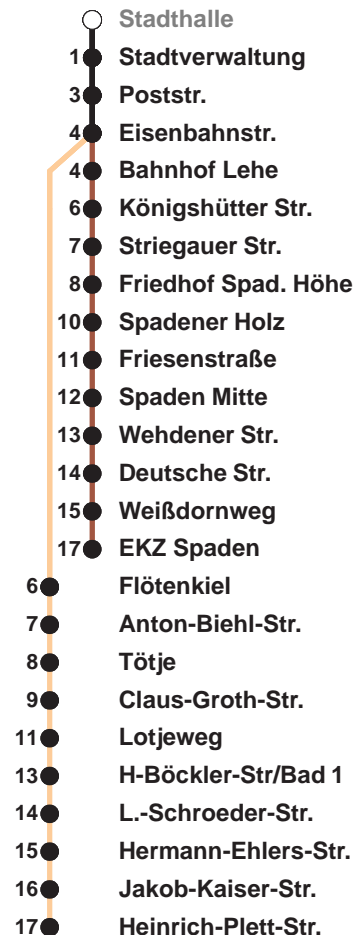 Stadthalle
1 Stadtverwaltung
3 Poststr.
4 Eisenbahnstr.
4 Bahnhof Lehe
6 Königshütter Str.
7 Striegauer Str.
8 Friedhof Spad. Höhe
10 Spadener Holz
11 Friesenstraße
12 Spaden Mitte
13 Wehdener Str.
14 Deutsche Str.
15 Weißdornweg
17 EKZ Spaden
6 Flötenkiel
7 Anton-Biehl-Str.
8 Tötje
9 Claus-Groth-Str.
11 Lotjeweg
13 H-Böckler-Str/Bad 1
14 L.-Schroeder-Str.
15 Hermann-Ehlers-Str.
16 Jakob-Kaiser-Str.
17 Heinrich-Plett-Str.